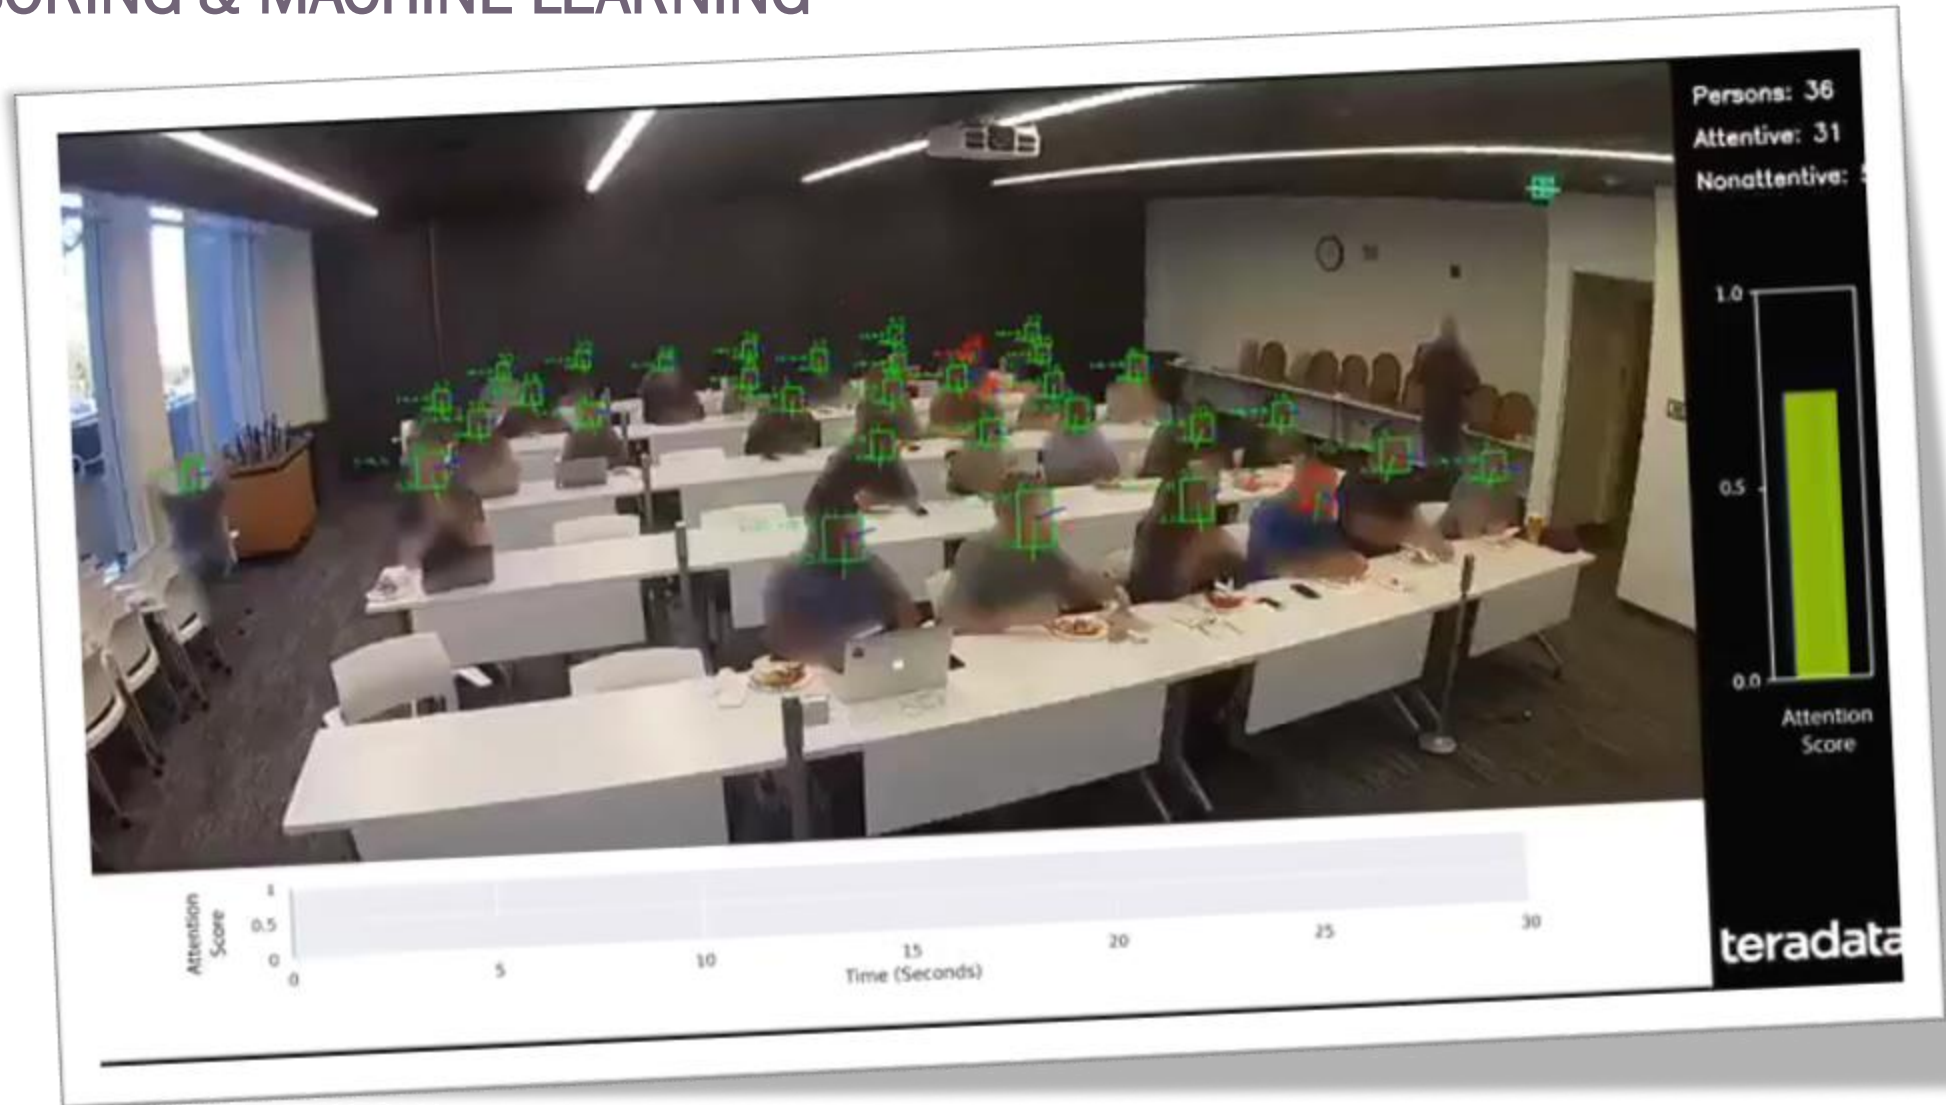 & MACHINE LEARNING
Persons: 36
Attentive: 31
Nonattentive:
1.0
0.5
0.0
Attention
Score
teradata
Attention
Score
1
0.5
0
0
5
10
15
20
25
30
Time (Seconds)